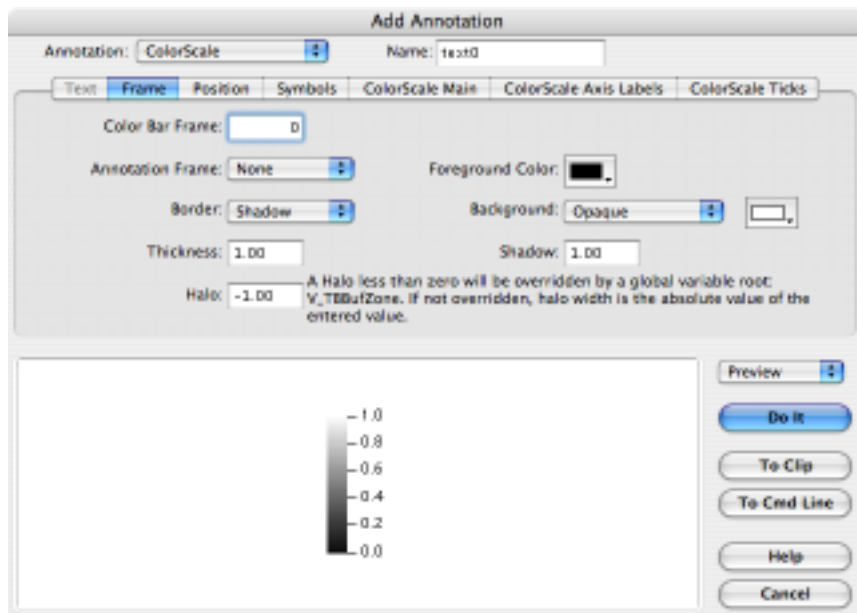 Add Annotation
Annotation: ColorScale Name: text0
Text Frame Position Symbols ColorScale Main ColorScale Axis Labels ColorScale Ticks
Color Bar Frame: 0
Annotation Frame: None Foreground Color:
Border: Shadow Background: Opaque
Thickness: 1.00 Shadow: 1.00
Halo: -1.00
A Halo less than zero will be overridden by a global variable root:
V_TBBufZone. If not overridden, halo width is the absolute value of the
entered value.
Preview
Do It
To Clip
To Cmd Line
Help
Cancel
1.0
0.8
0.6
0.4
0.2
0.0